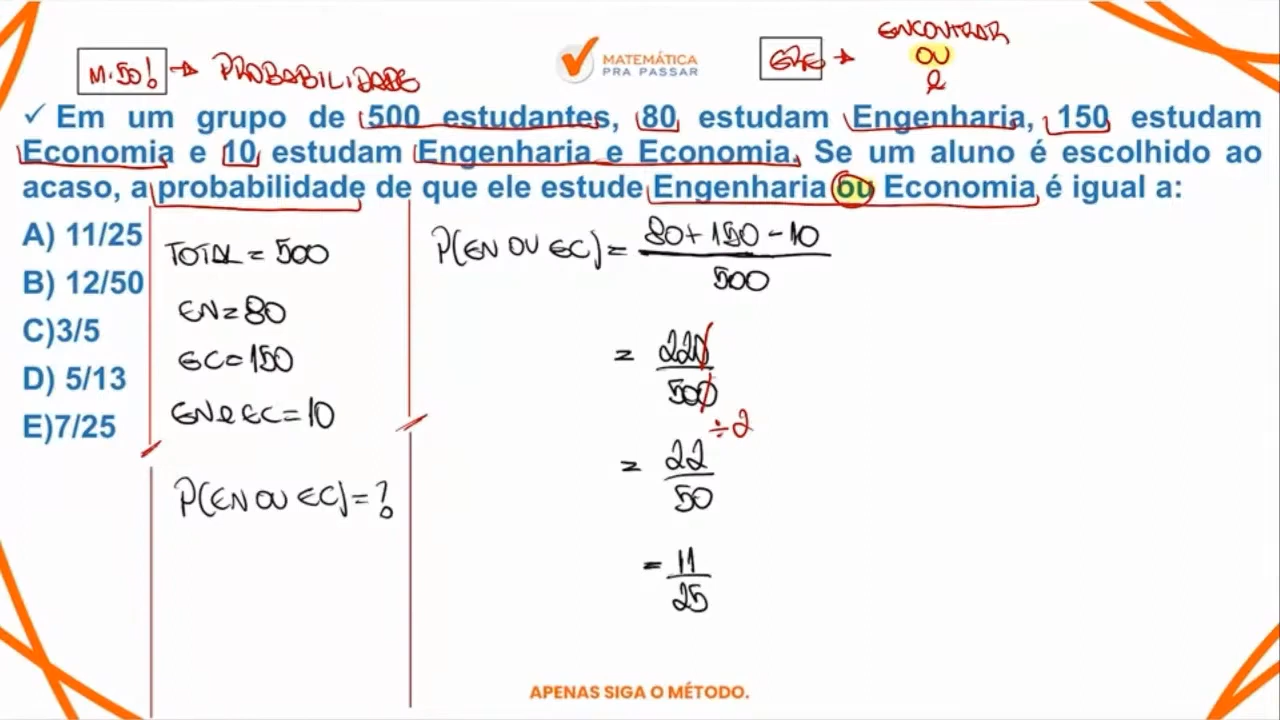 M.50! → PROBABILIDADE
MATEMÁTICA
PRA PASSAR
→ ENCONTRAR
OU
e
✓ Em um grupo de 500 estudantes, 80 estudam Engenharia, 150 estudam
Economia e 10 estudam Engenharia e Economia. Se um aluno é escolhido ao
acaso, a probabilidade de que ele estude Engenharia ou Economia é igual a:
A) 11/25
B) 12/50
C)3/5
D) 5/13
E)7/25
TOTAL = 500
EN = 80
EC = 150
EN e EC = 10
P(EN OU EC) = ?
P(EN OU EC) = 80 + 150 - 10
500
= 220
500
÷2
= 22
50
= 11
25
APENAS SIGA O MÉTODO.